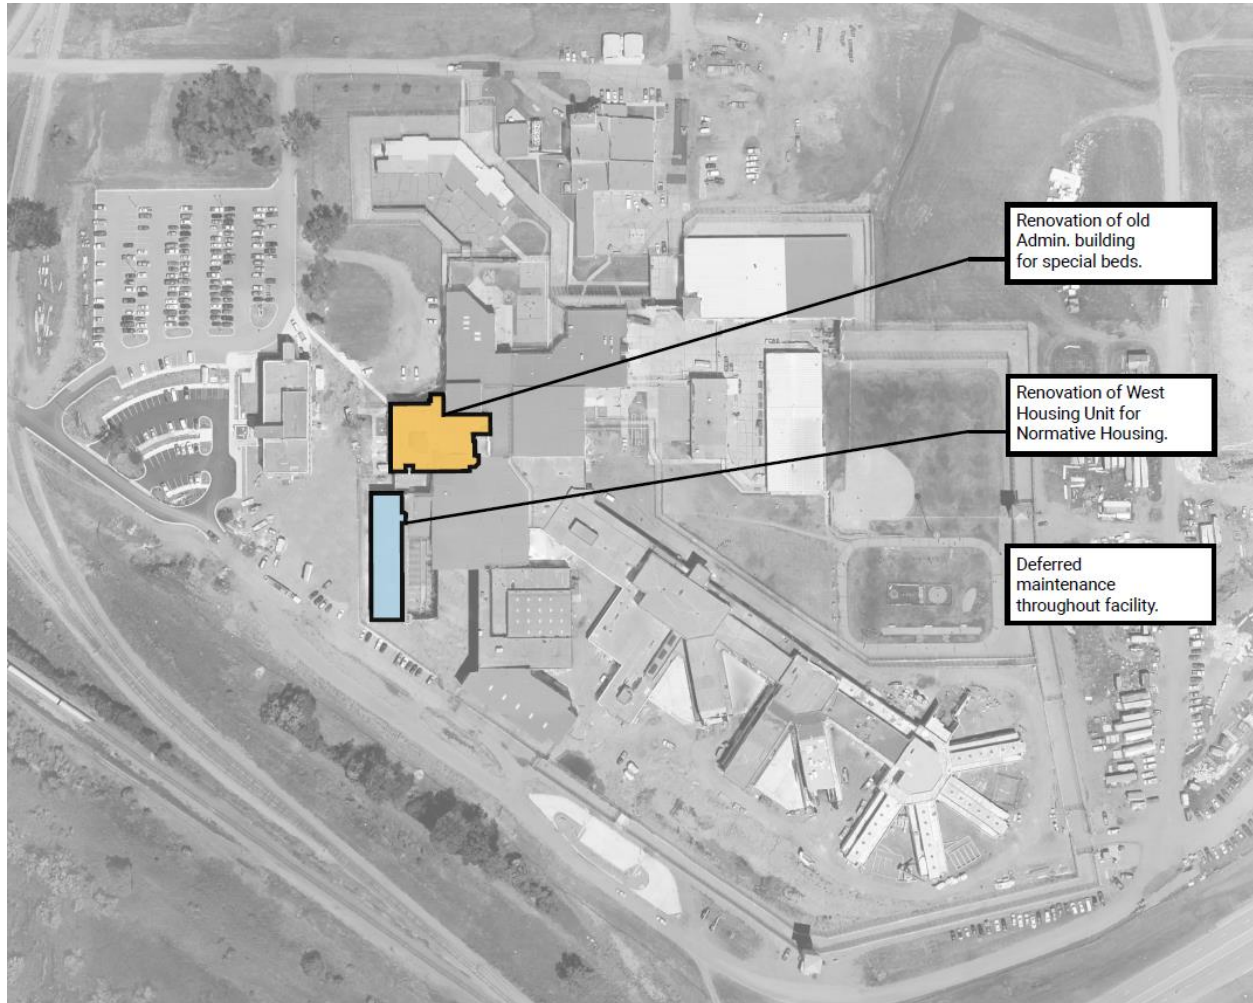 Renovation of old
Admin. building
for special beds.
Renovation of West
Housing Unit for
Normative Housing.
Deferred
maintenance
throughout facility.